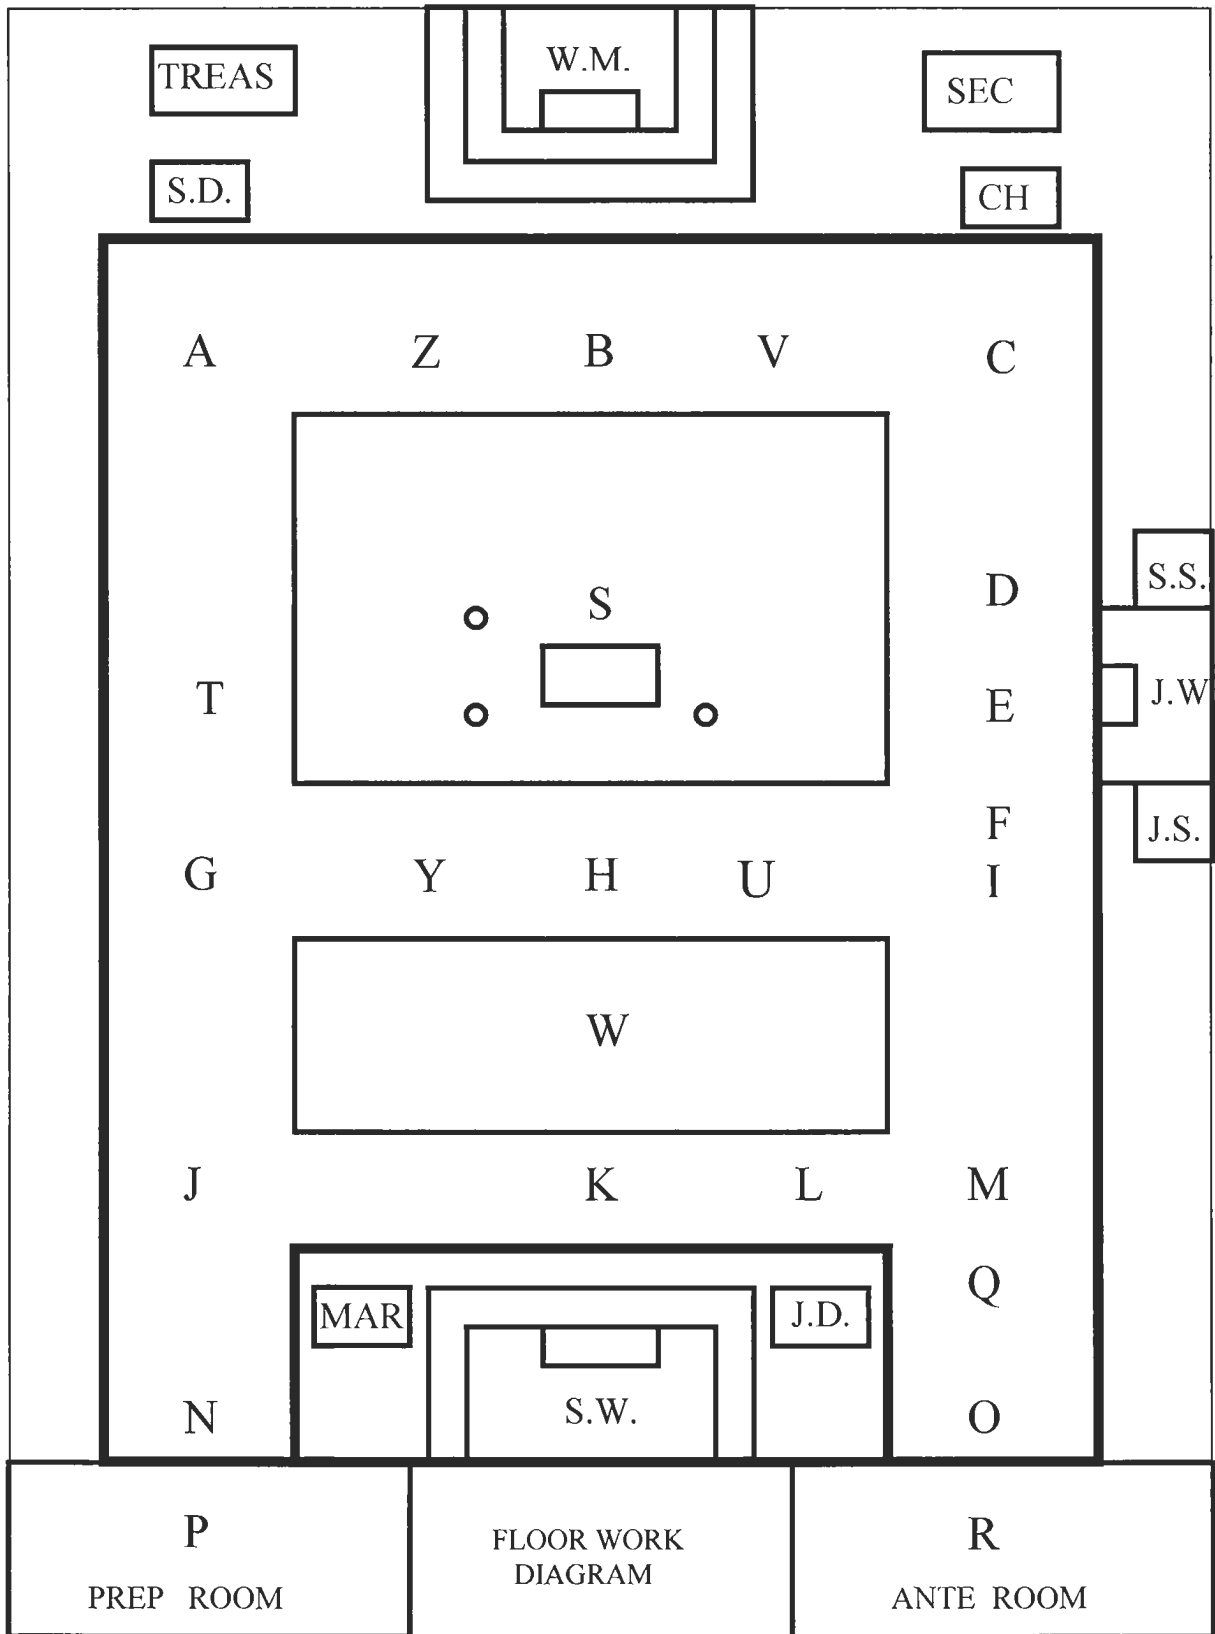 W.M.
TREAS
SEC
S.D.
CH
A Z B V C
S.S.
D
S
J.W
T
E
F
J.S.
G Y H U I
W
J K L M
Q
MAR
J.D.
S.W.
N
O
P
R
FLOOR WORK
DIAGRAM
PREP ROOM
ANTE ROOM